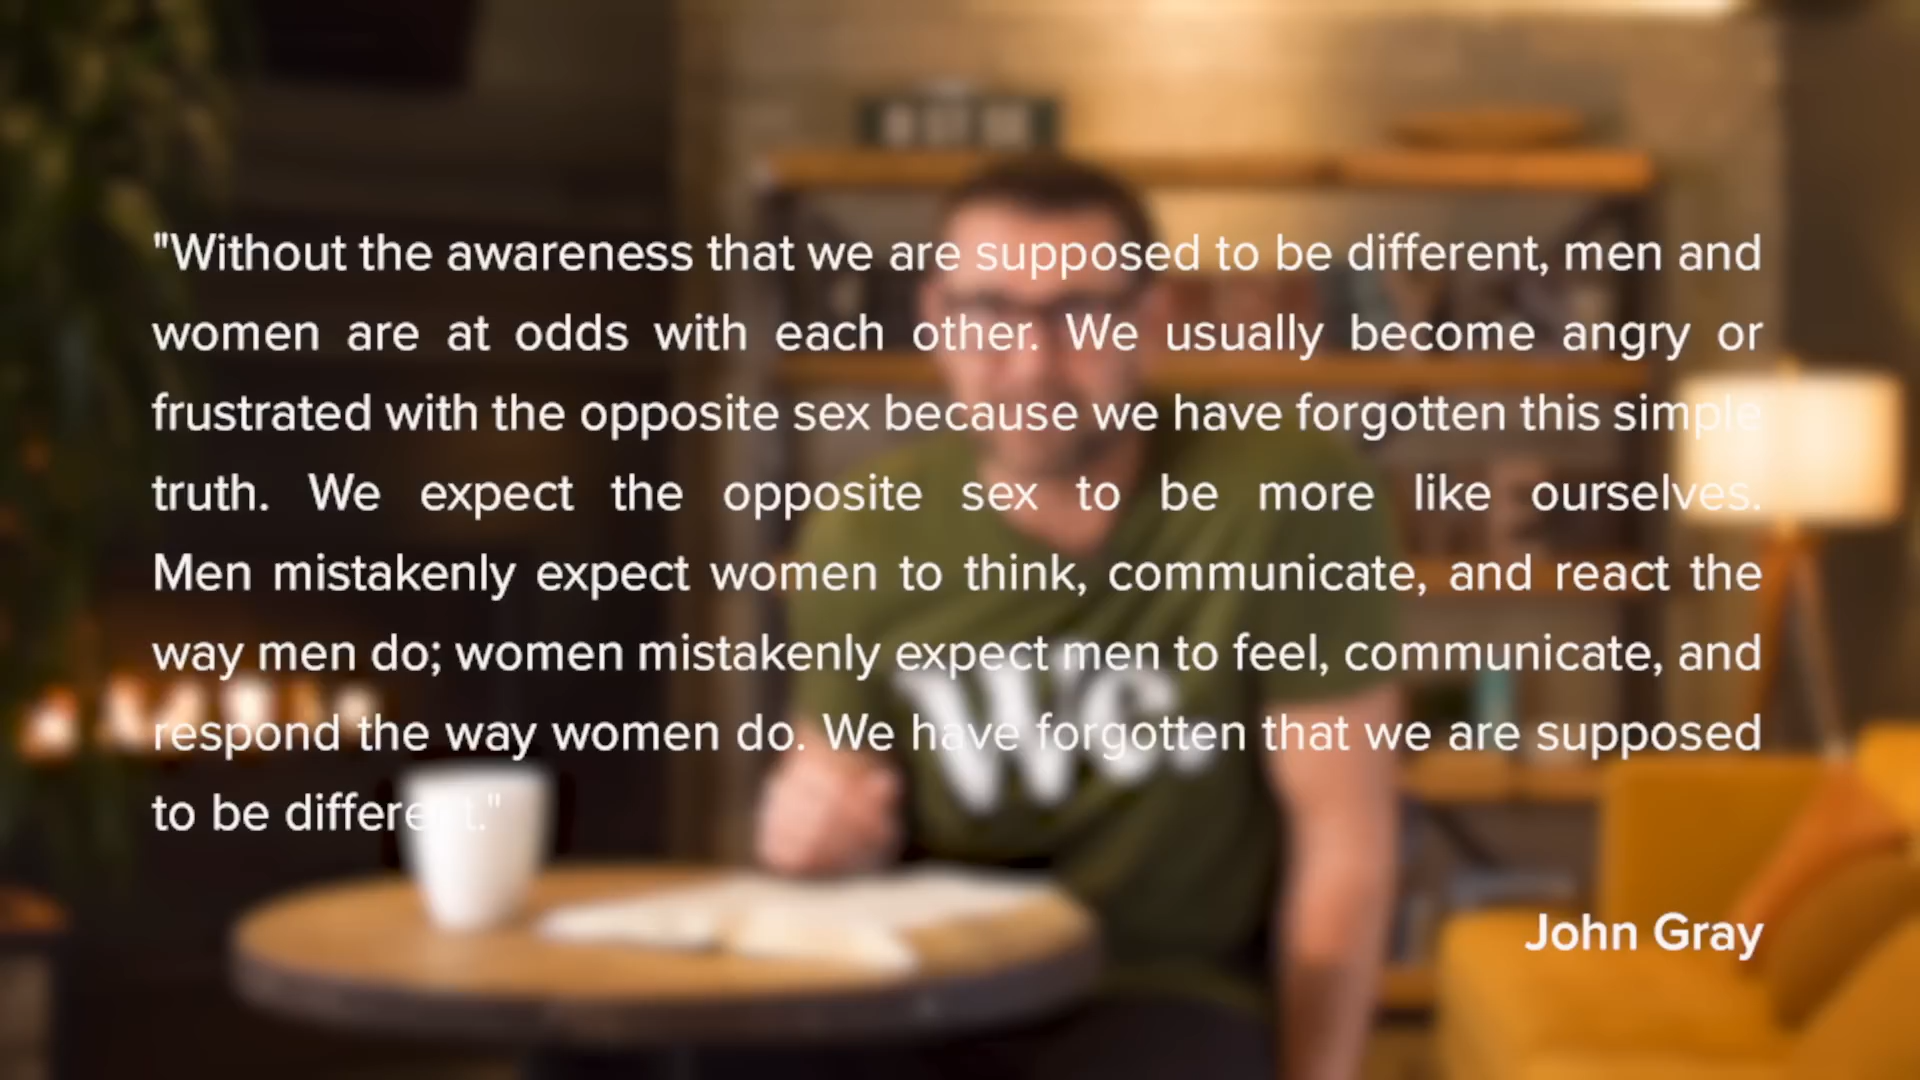 "Without the awareness that we are supposed to be different, men and
women are at odds with each other. We usually become angry or
frustrated with the opposite sex because we have forgotten this simple
truth. We expect the opposite sex to be more like ourselves.
Men mistakenly expect women to think, communicate, and react the
way men do; women mistakenly expect men to feel, communicate, and
respond the way women do. We have forgotten that we are supposed
to be different."
We.
John Gray